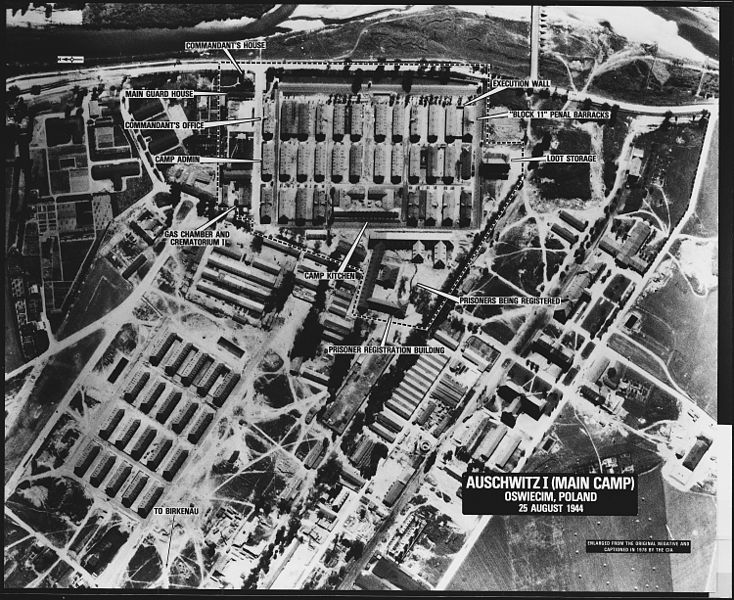 COMMANDANT'S HOUSE
MAIN GUARD HOUSE
EXECUTION WALL
COMMANDANT'S OFFICE
"BLOCK 11" PENAL BARRACKS
CAMP ADMIN
LOOT STORAGE
GAS CHAMBER AND
CREMATORIUM II
CAMP KITCHEN
PRISONERS BEING REGISTERED
PRISONER REGISTRATION BUILDING
AUSCHWITZ I (MAIN CAMP)
OSWIECIM, POLAND
25 AUGUST 1944
TO BIRKENAU
ENLARGED FROM THE ORIGINAL NEGATIVE AND
CAPTIONED IN 1978 BY THE CIA